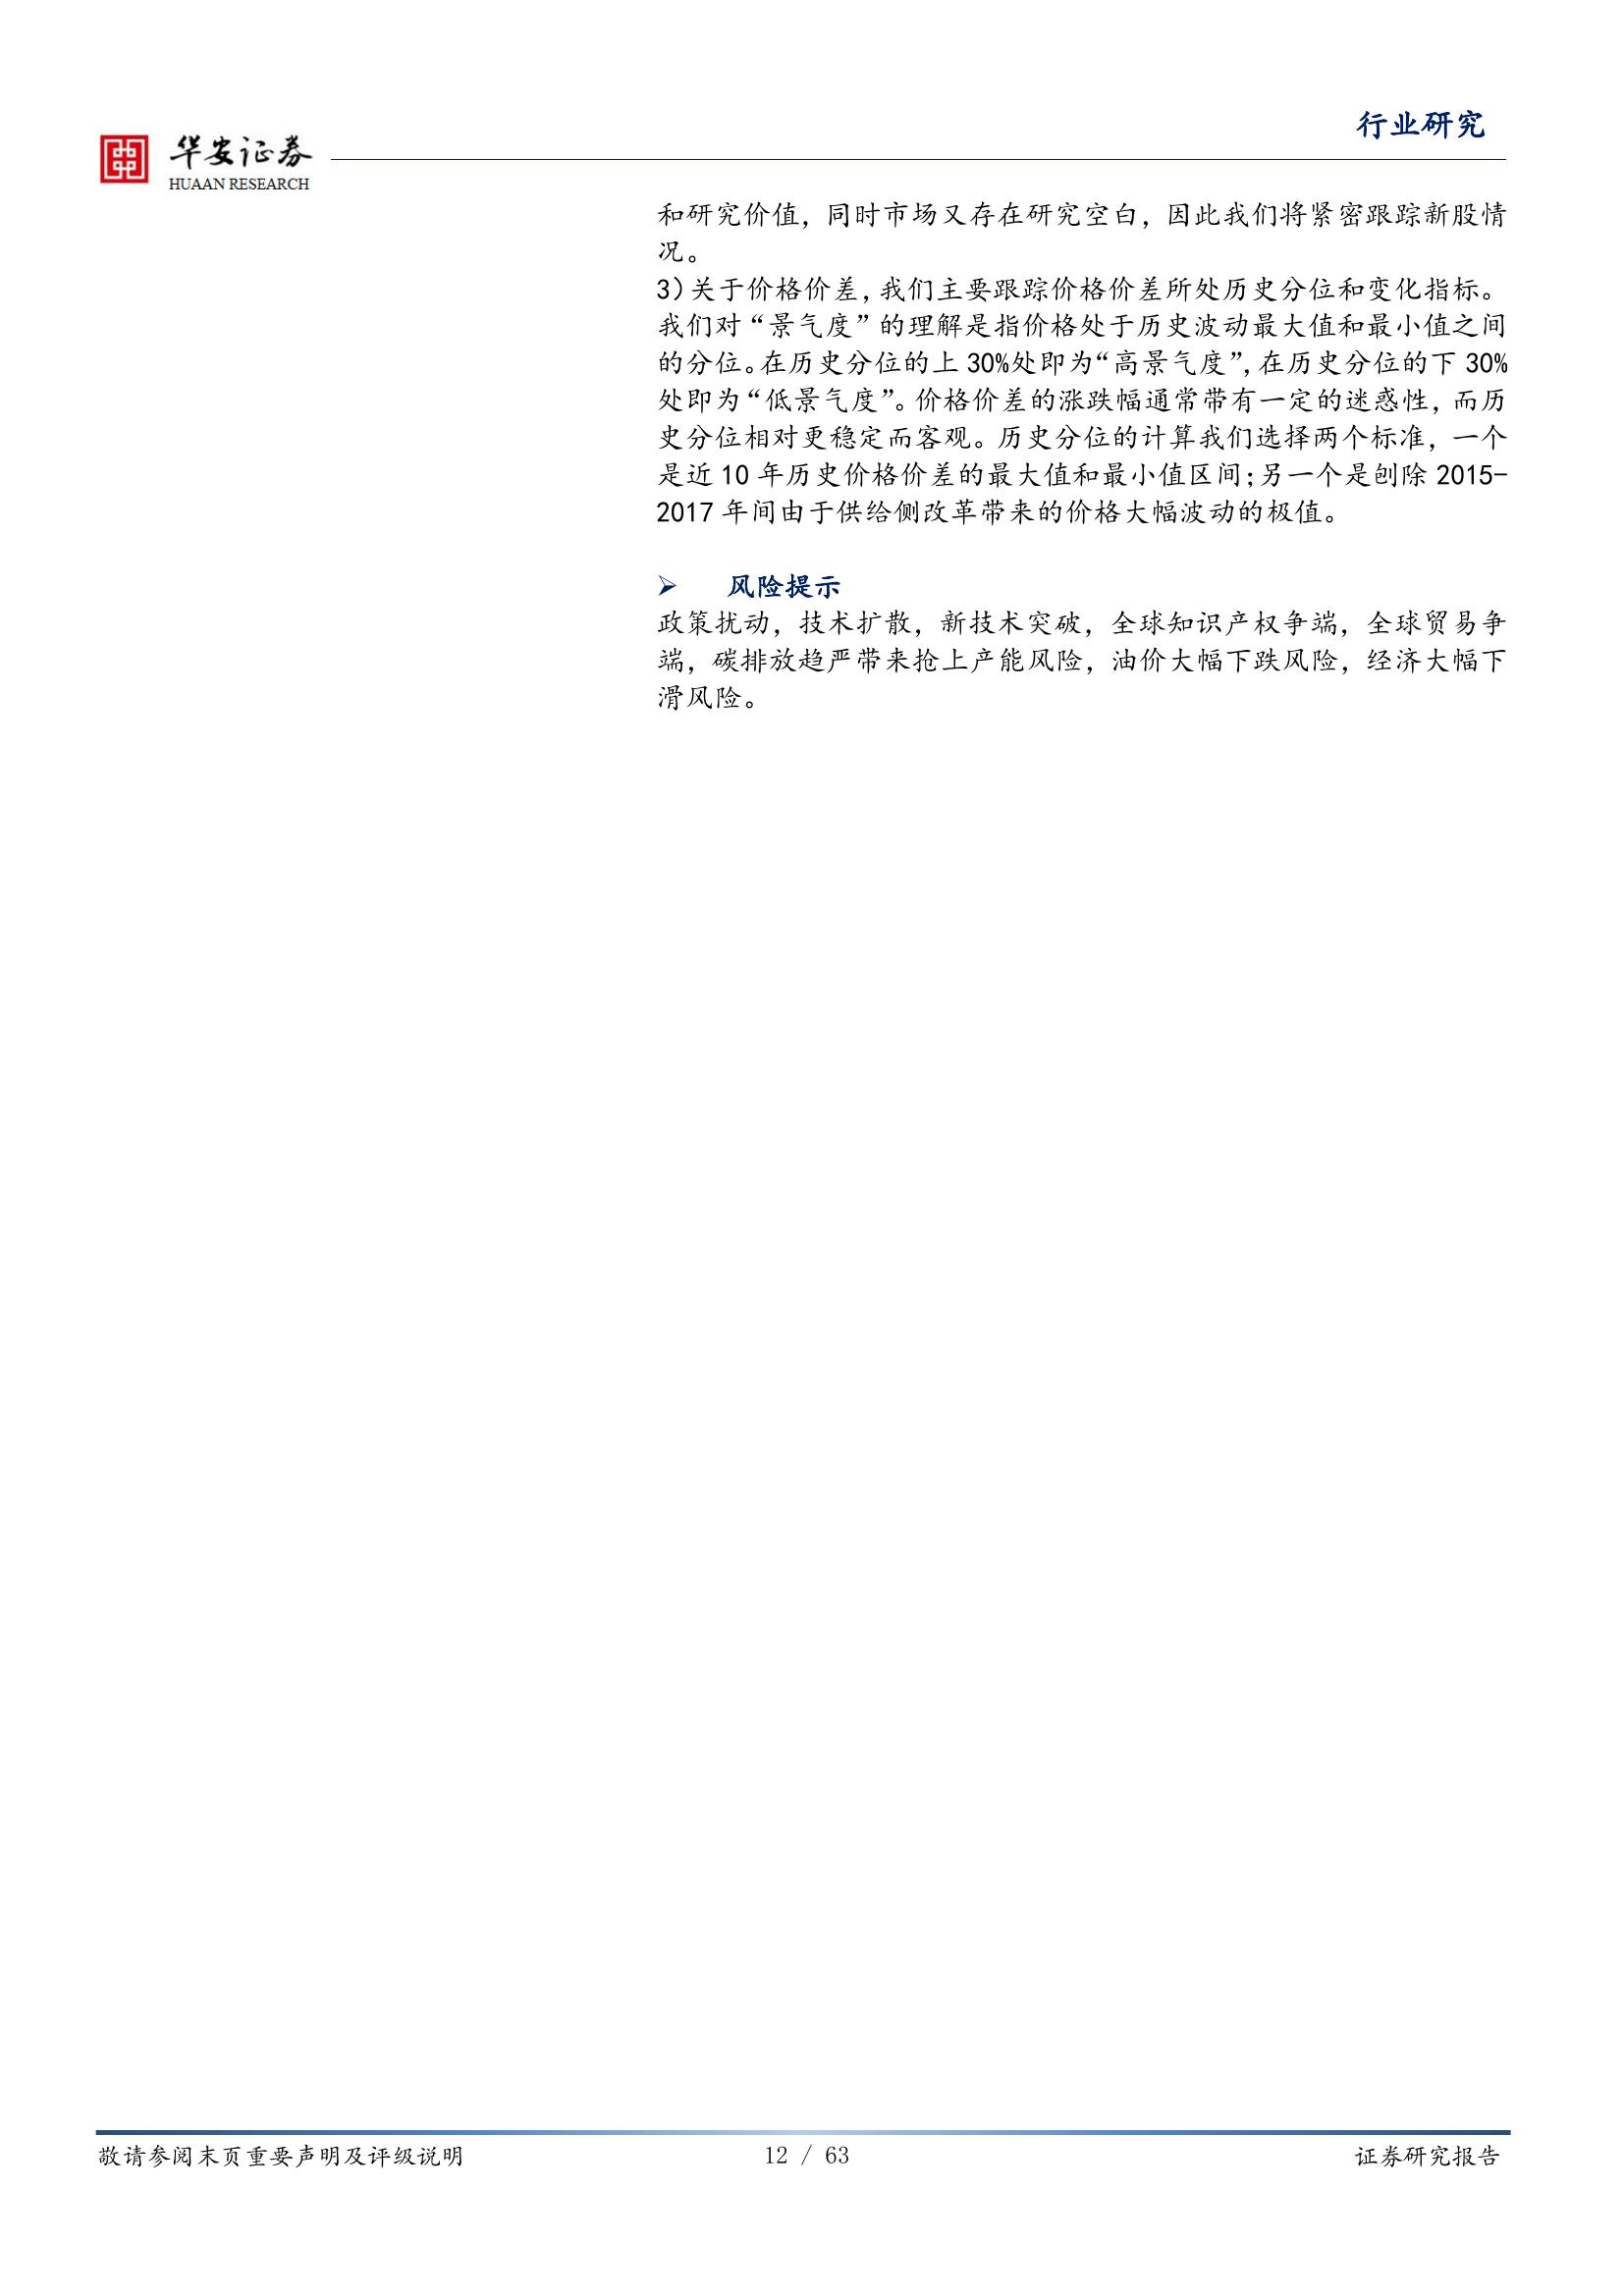 行业研究
华安证券
HUAAN RESEARCH
和研究价值，同时市场又存在研究空白，因此我们将紧密跟踪新股情
况。
3）关于价格价差，我们主要跟踪价格价差所处历史分位和变化指标。
我们对“景气度”的理解是指价格处于历史波动最大值和最小值之间
的分位。在历史分位的上 30%处即为“高景气度”，在历史分位的下 30%
处即为“低景气度”。价格价差的涨跌幅通常带有一定的迷惑性，而历
史分位相对更稳定而客观。历史分位的计算我们选择两个标准，一个
是近 10 年历史价格价差的最大值和最小值区间；另一个是刨除 2015-
2017 年间由于供给侧改革带来的价格大幅波动的极值。
➢ 风险提示
政策扰动，技术扩散，新技术突破，全球知识产权争端，全球贸易争
端，碳排放趋严带来抢上产能风险，油价大幅下跌风险，经济大幅下
滑风险。
敬请参阅末页重要声明及评级说明 12 / 63 证券研究报告